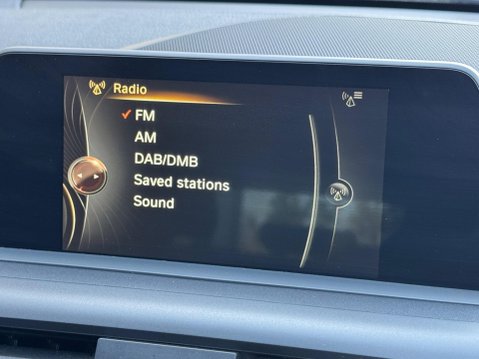 Radio
FM
AM
DAB/DMB
Saved stations
Sound